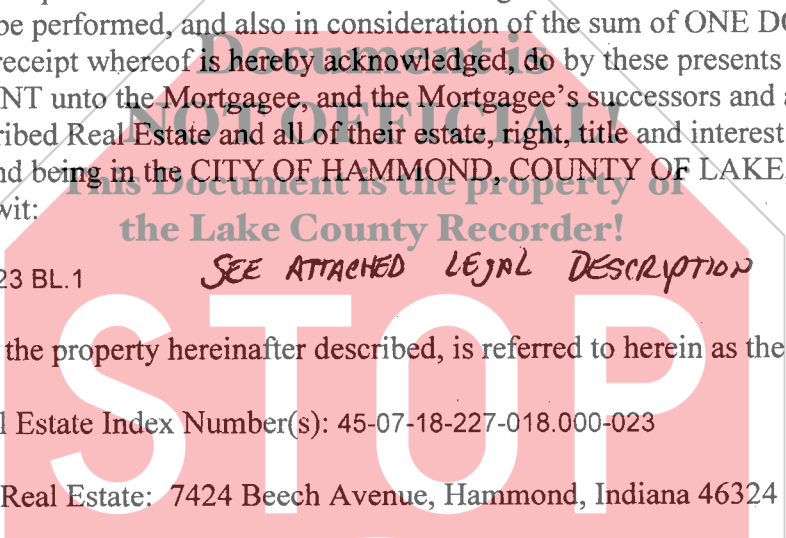 be performed, and also in consideration of the sum of ONE DO
receipt whereof is hereby acknowledged, do by these presents
Document is
NT unto the Mortgagee, and the Mortgagee's successors and a
NOT OFFICIAL
ribed Real Estate and all of their estate, right, title and interest
nd being in the CITY OF HAMMOND, COUNTY OF LAKE,
This Document is the property of
wit:
the Lake County Recorder!
23 BL.1 SEE ATTACHED LEJAL DESCRIPTION
STOP
the property hereinafter described, is referred to herein as the
l Estate Index Number(s): 45-07-18-227-018.000-023
Real Estate: 7424 Beech Avenue, Hammond, Indiana 46324